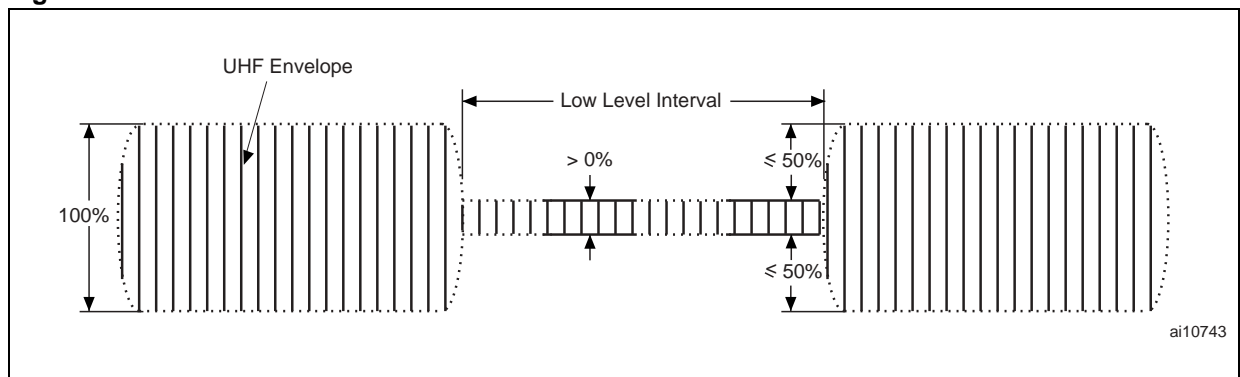 UHF Envelope
Low Level Interval
> 0%
⩽ 50%
100%
⩽ 50%
ai10743